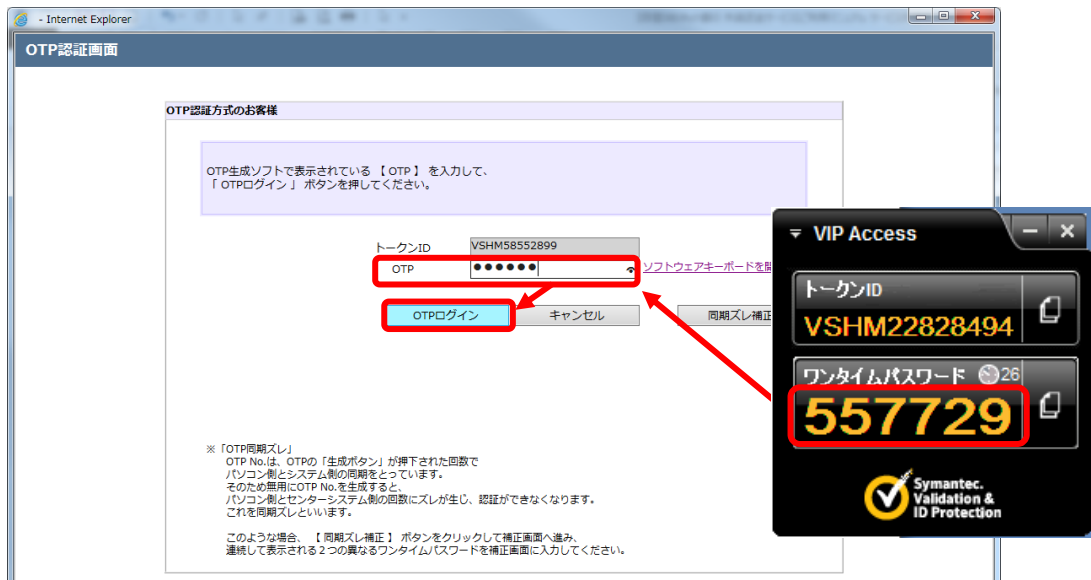 - Internet Explorer
OTP認証画面
OTP認証方式のお客様
OTP生成ソフトで表示されている 【 OTP 】 を入力して、
「 OTPログイン 」 ボタンを押してください。
トークンID VSHM58552899
OTP ●●●●●● ソフトウェアキーボードを開
OTPログイン キャンセル 同期ズレ補正
※「OTP同期ズレ」
OTP No.は、OTPの「生成ボタン」が押下された回数で
パソコン側とシステム側の同期をとっています。
そのため無用にOTP No.を生成すると、
パソコン側とセンターシステム側の回数にズレが生じ、認証ができなくなります。
これを同期ズレといいます。
このような場合、 【 同期ズレ補正 】 ボタンをクリックして補正画面へ進み、
連続して表示される２つの異なるワンタイムパスワードを補正画面に入力してください。
VIP Access
トークンID
VSHM22828494
ワンタイムパスワード 26
557729
Symantec.
Validation &
ID Protection